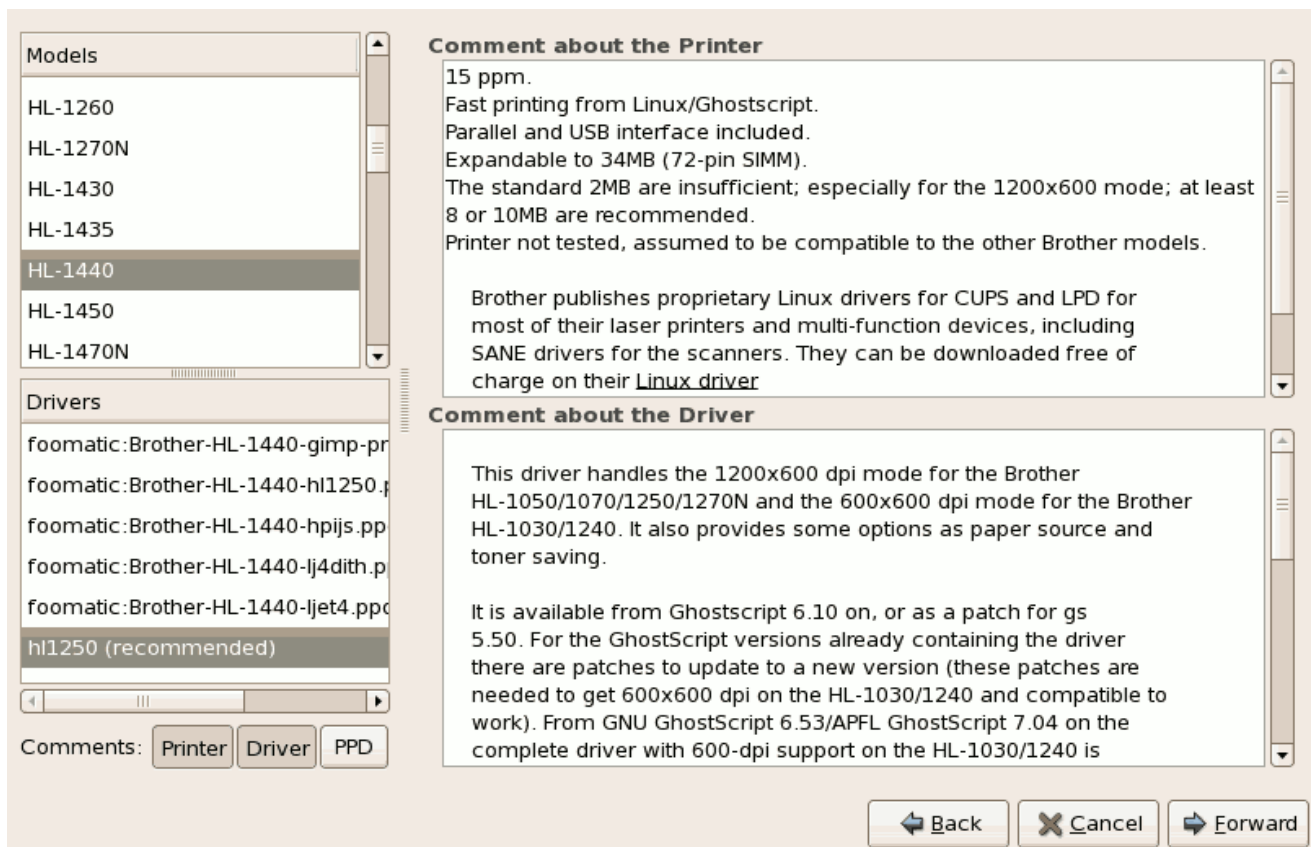 Models
HL-1260
HL-1270N
HL-1430
HL-1435
HL-1440
HL-1450
HL-1470N
Drivers
foomatic:Brother-HL-1440-gimp-pr
foomatic:Brother-HL-1440-hl1250.p
foomatic:Brother-HL-1440-hpijs.pp
foomatic:Brother-HL-1440-lj4dith.p
foomatic:Brother-HL-1440-ljet4.ppd
hl1250 (recommended)
Comments: Printer Driver PPD
Comment about the Printer
15 ppm.
Fast printing from Linux/Ghostscript.
Parallel and USB interface included.
Expandable to 34MB (72-pin SIMM).
The standard 2MB are insufficient; especially for the 1200x600 mode; at least
8 or 10MB are recommended.
Printer not tested, assumed to be compatible to the other Brother models.
Brother publishes proprietary Linux drivers for CUPS and LPD for
most of their laser printers and multi-function devices, including
SANE drivers for the scanners. They can be downloaded free of
charge on their Linux driver
Comment about the Driver
This driver handles the 1200x600 dpi mode for the Brother
HL-1050/1070/1250/1270N and the 600x600 dpi mode for the Brother
HL-1030/1240. It also provides some options as paper source and
toner saving.
It is available from Ghostscript 6.10 on, or as a patch for gs
5.50. For the GhostScript versions already containing the driver
there are patches to update to a new version (these patches are
needed to get 600x600 dpi on the HL-1030/1240 and compatible to
work). From GNU GhostScript 6.53/APFL GhostScript 7.04 on the
complete driver with 600-dpi support on the HL-1030/1240 is
Back Cancel Forward